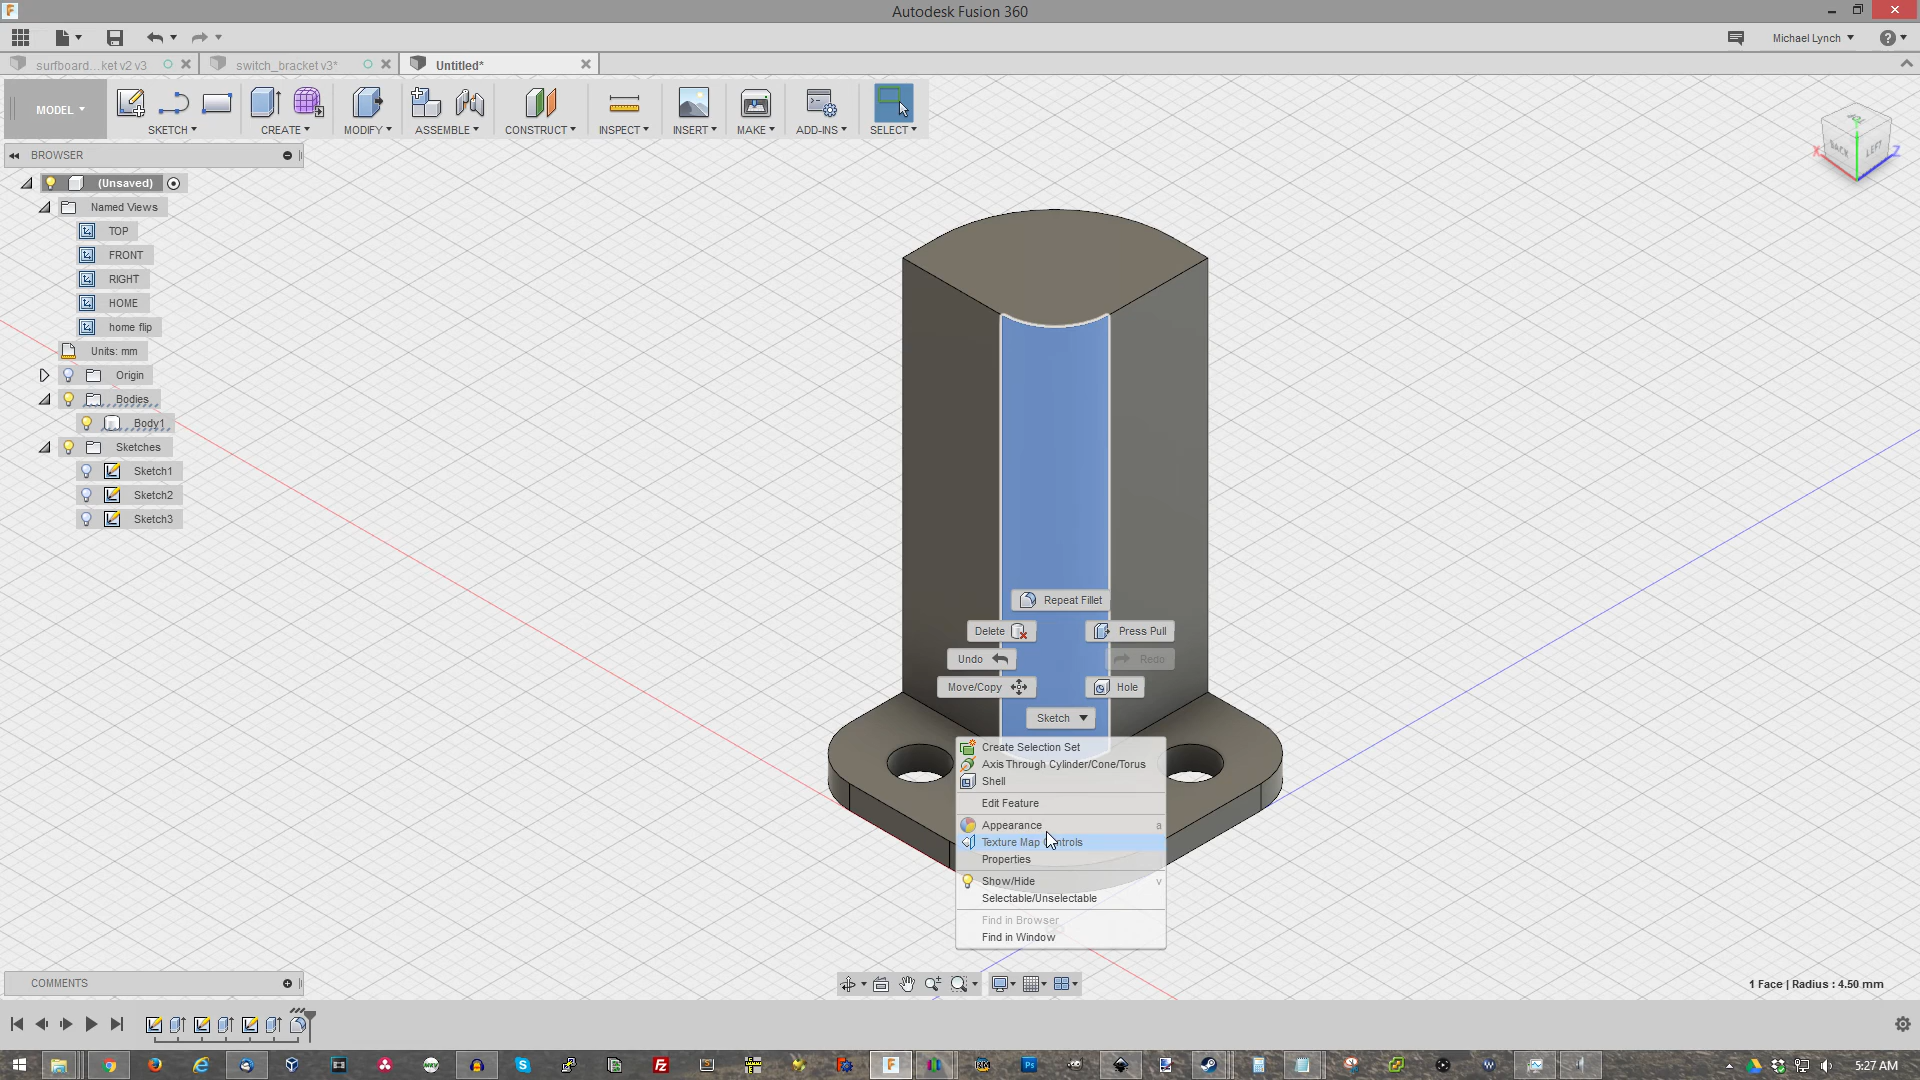 Autodesk Fusion 360
Michael Lynch
surfboard...ket v2 v3
switch_bracket v3*
Untitled*
MODEL
SKETCH
CREATE
MODIFY
ASSEMBLE
CONSTRUCT
INSPECT
INSERT
MAKE
ADD-INS
SELECT
BROWSER
(Unsaved)
Named Views
TOP
FRONT
RIGHT
HOME
home flip
Units: mm
Origin
Bodies
Body1
Sketches
Sketch1
Sketch2
Sketch3
TOP
BACK
LEFT
X
Y
Z
Repeat Fillet
Delete
Press Pull
Undo
Redo
Move/Copy
Hole
Sketch
Create Selection Set
Axis Through Cylinder/Cone/Torus
Shell
Edit Feature
Appearance a
Texture Map Controls
Properties
Show/Hide v
Selectable/Unselectable
Find in Browser
Find in Window
COMMENTS
1 Face | Radius : 4.50 mm
5:27 AM